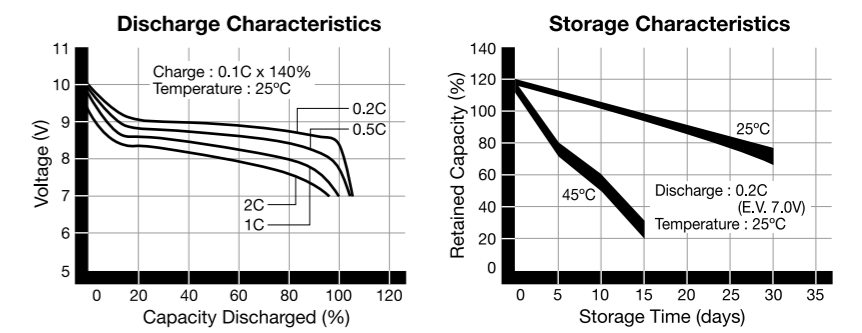 Discharge Characteristics
11
10
9
8
7
6
5
Voltage (V)
Charge : 0.1C x 140%
Temperature : 25ºC
0.2C
0.5C
2C
1C
0 20 40 60 80 100 120
Capacity Discharged (%)
Storage Characteristics
140
120
100
80
60
40
20
0
Retained Capacity (%)
25ºC
45ºC
Discharge : 0.2C
(E.V. 7.0V)
Temperature : 25ºC
0 5 10 15 20 25 30 35
Storage Time (days)